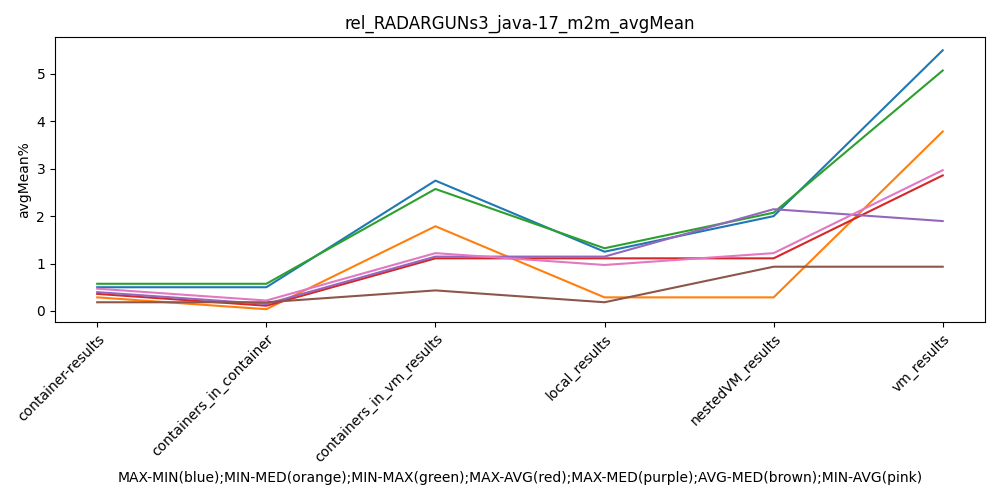 rel_RADARGUNs3_java-17_m2m_avgMean
avgMean%
5
4
3
2
1
0
container-results
containers_in_container
containers_in_vm_results
local_results
nestedVM_results
vm_results
MAX-MIN(blue);MIN-MED(orange);MIN-MAX(green);MAX-AVG(red);MAX-MED(purple);AVG-MED(brown);MIN-AVG(pink)